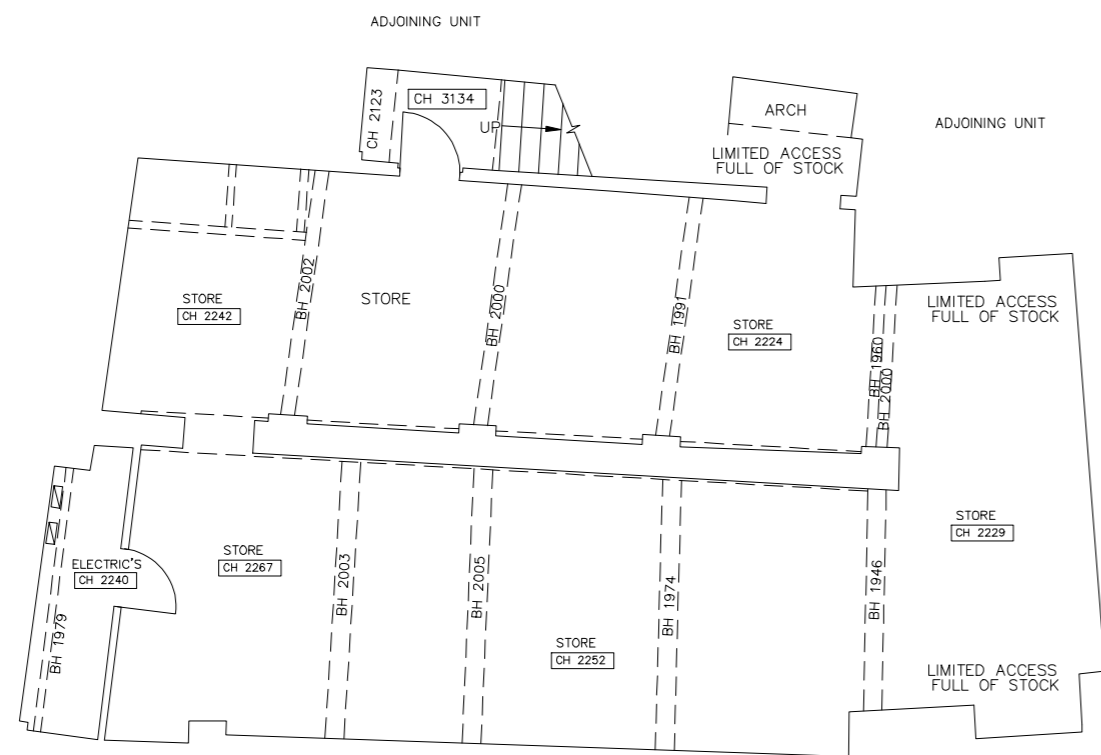 ADJOINING UNIT
CH 2123
CH 3134
UP
ARCH
ADJOINING UNIT
LIMITED ACCESS
FULL OF STOCK
BH 2002
STORE
CH 2242
STORE
BH 2000
BH 1991
STORE
CH 2224
BH 1960
BH 2000
LIMITED ACCESS
FULL OF STOCK
ELECTRIC'S
CH 2240
BH 1979
STORE
CH 2267
BH 2003
BH 2005
STORE
CH 2252
BH 1974
BH 1946
STORE
CH 2229
LIMITED ACCESS
FULL OF STOCK